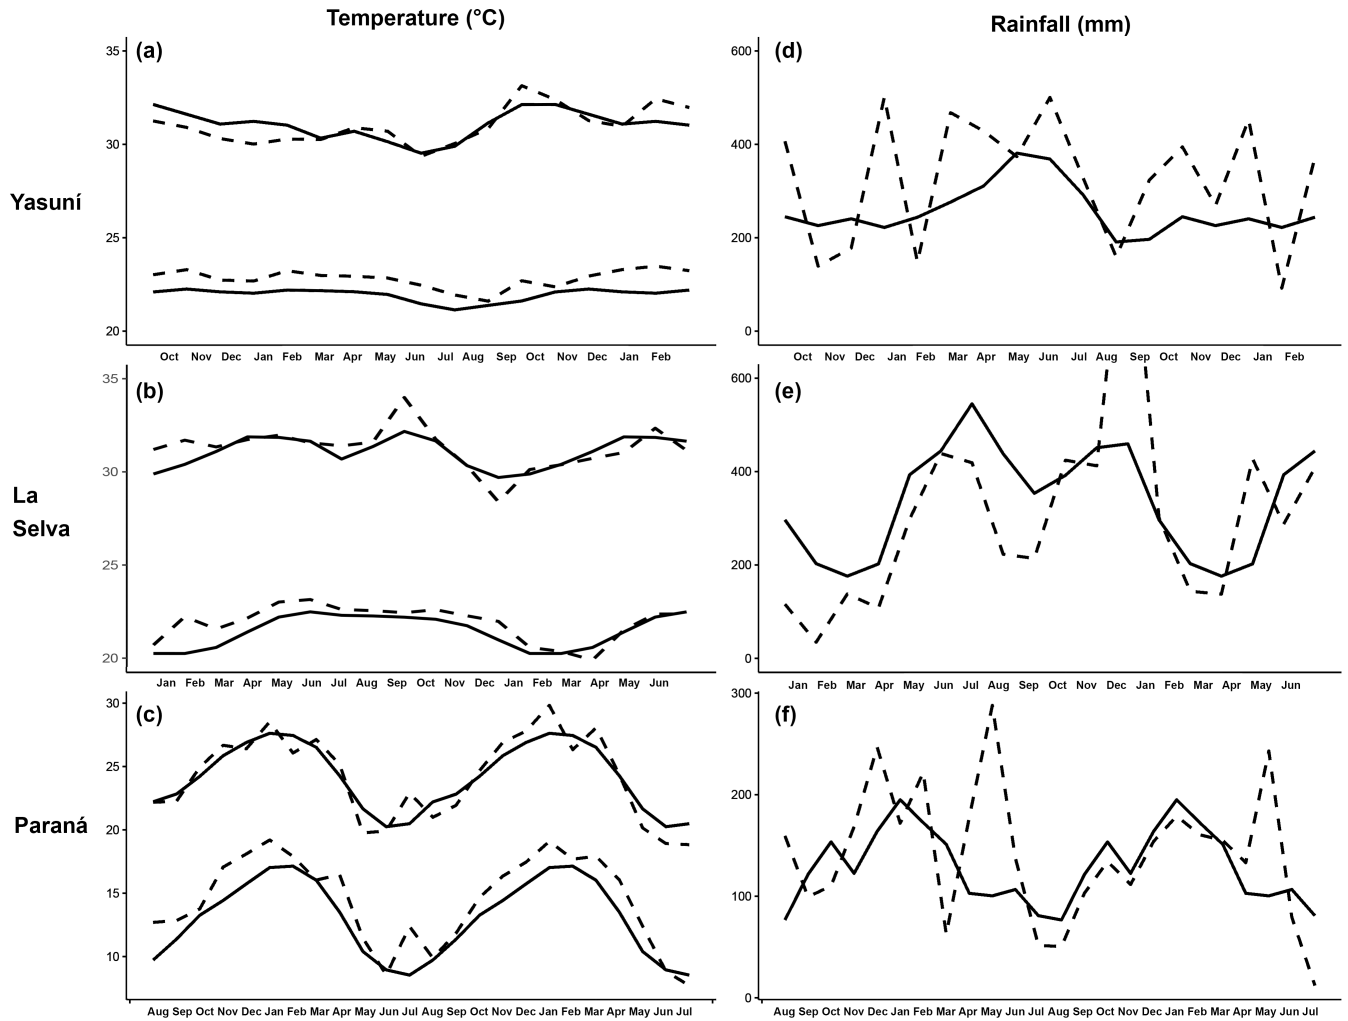 Temperature (°C)
Rainfall (mm)
(a)
35
30
25
20
Yasuní
Oct Nov Dec Jan Feb Mar Apr May Jun Jul Aug Sep Oct Nov Dec Jan Feb
(d)
600
400
200
0
Oct Nov Dec Jan Feb Mar Apr May Jun Jul Aug Sep Oct Nov Dec Jan Feb
(b)
35
30
25
20
La
Selva
Jan Feb Mar Apr May Jun Jul Aug Sep Oct Nov Dec Jan Feb Mar Apr May Jun
(e)
600
400
200
0
Jan Feb Mar Apr May Jun Jul Aug Sep Oct Nov Dec Jan Feb Mar Apr May Jun
(c)
30
25
20
15
10
Paraná
Aug Sep Oct Nov Dec Jan Feb Mar Apr May Jun Jul Aug Sep Oct Nov Dec Jan Feb Mar Apr May Jun Jul
(f)
300
200
100
0
Aug Sep Oct Nov Dec Jan Feb Mar Apr May Jun Jul Aug Sep Oct Nov Dec Jan Feb Mar Apr May Jun Jul